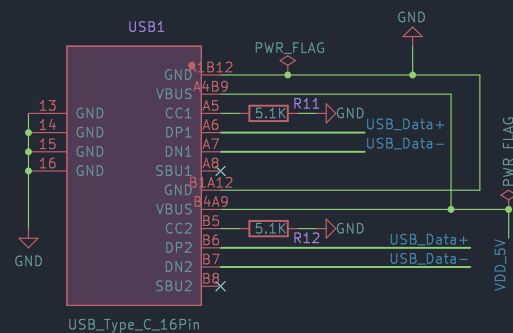 USB1
GND
PWR_FLAG
A1B12
GND
A4B9
VBUS
13
GND
A5
CC1
5.1K
R11
GND
14
GND
A6
DP1
USB_Data+
15
GND
A7
DN1
USB_Data-
16
GND
A8
SBU1
B1A12
GND
PWR_FLAG
B4A9
VBUS
B5
CC2
5.1K
R12
GND
GND
B6
DP2
USB_Data+
B7
DN2
USB_Data-
B8
SBU2
VDD_5V
USB_Type_C_16Pin